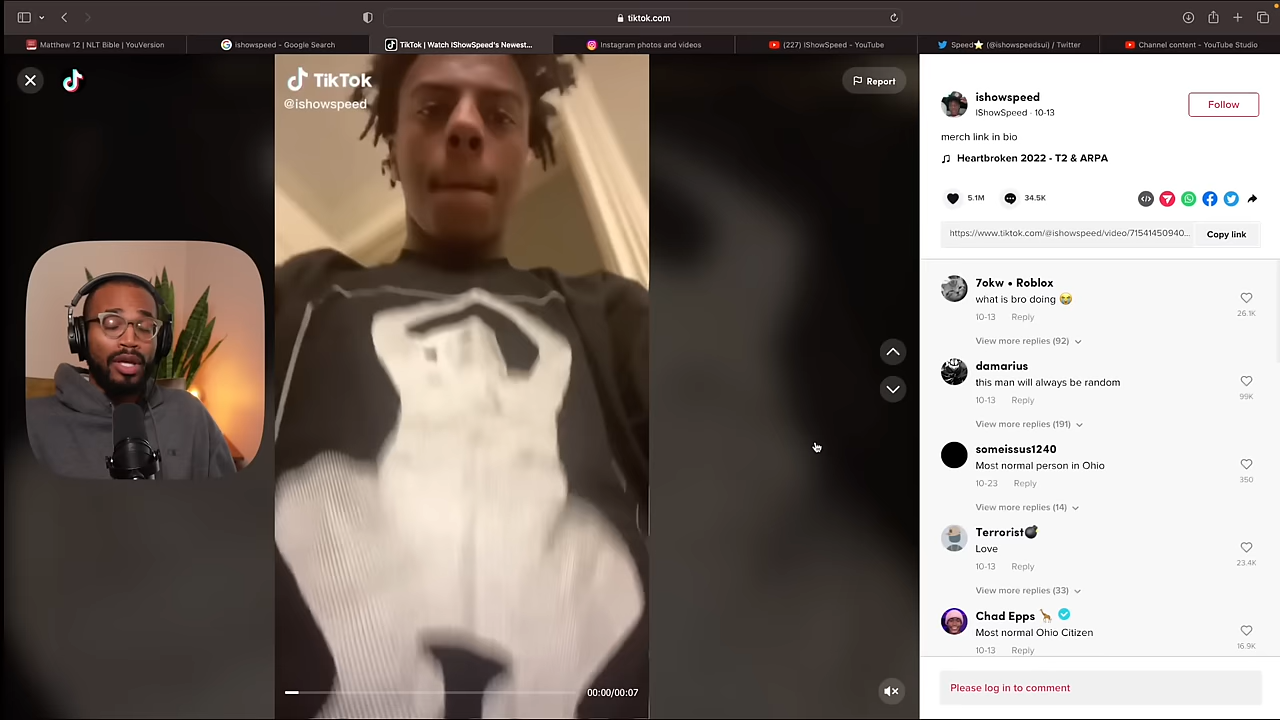 tiktok.com
Matthew 12 | NLT Bible | YouVersion
ishowspeed - Google Search
TikTok | Watch IShowSpeed's Newest...
Instagram photos and videos
(227) IShowSpeed - YouTube
Speed⭐ (@ishowspeedsui) / Twitter
Channel content - YouTube Studio
TikTok
@ishowspeed
Report
ishowspeed
IShowSpeed · 10-13
Follow
merch link in bio
Heartbroken 2022 - T2 & ARPA
5.1M
34.5K
https://www.tiktok.com/@ishowspeed/video/71541450940...
Copy link
7okw • Roblox
what is bro doing 😭
10-13 Reply
26.1K
View more replies (92)
damarius
this man will always be random
10-13 Reply
99K
View more replies (191)
someissus1240
Most normal person in Ohio
10-23 Reply
350
View more replies (14)
Terrorist💣
Love
10-13 Reply
23.4K
View more replies (33)
Chad Epps 🦒
Most normal Ohio Citizen
10-13 Reply
16.9K
00:00/00:07
Please log in to comment